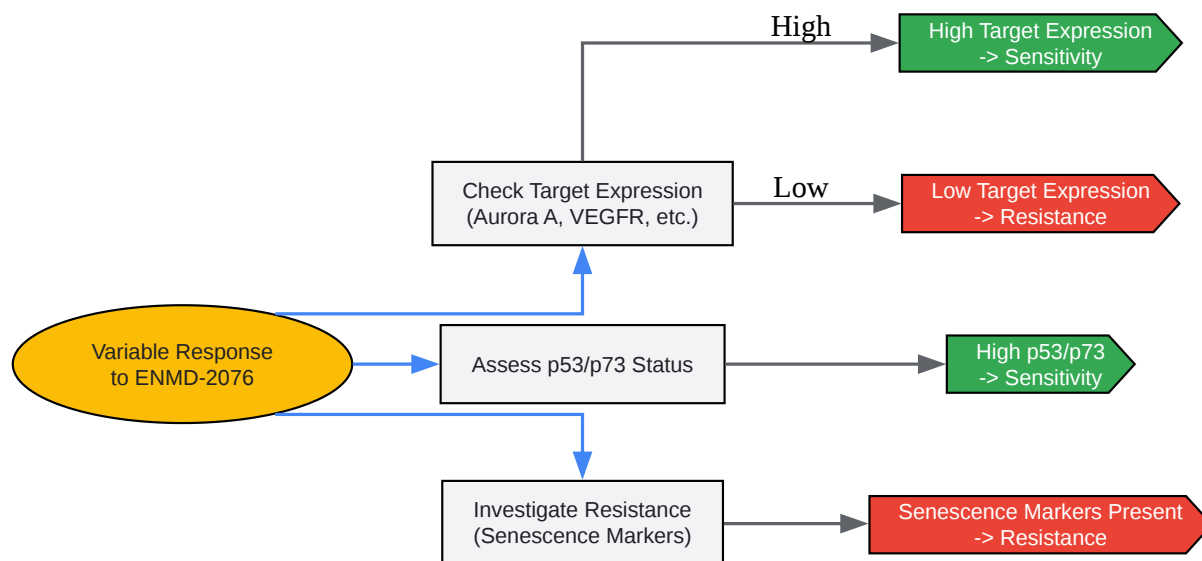 High
High Target Expression
-> Sensitivity
Check Target Expression
(Aurora A, VEGFR, etc.)
Low
Low Target Expression
-> Resistance
Variable Response
to ENMD-2076
Assess p53/p73 Status
High p53/p73
-> Sensitivity
Investigate Resistance
(Senescence Markers)
Senescence Markers Present
-> Resistance